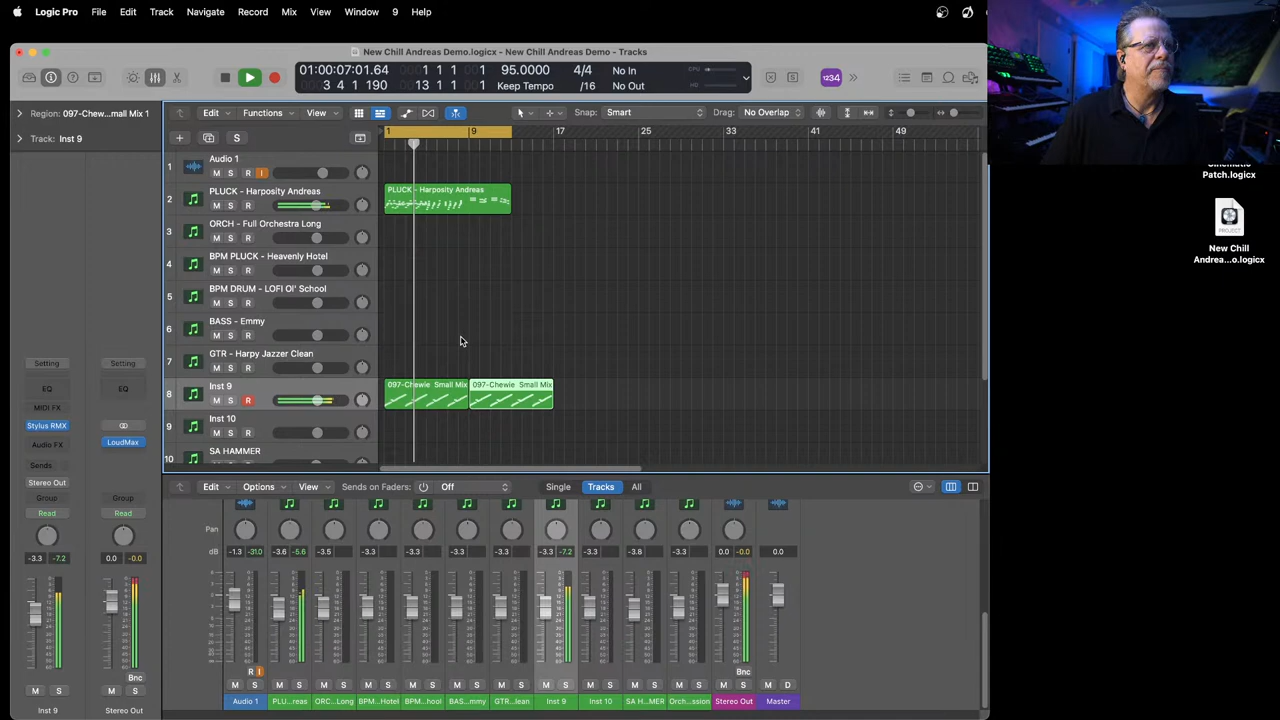 Logic Pro File Edit Track Navigate Record Mix View Window 9 Help
New Chill Andreas Demo.logicx - New Chill Andreas Demo - Tracks
01:00:07:01.64 1 1 1 95.0000 4/4 No In CPU
3 4 1 190 13 1 1 1 Keep Tempo /16 No Out
1234
Region: 097-Chew...mall Mix 1
Track: Inst 9
Edit Functions View Snap: Smart Drag: No Overlap
S 1 9 17 25 33 41 49
1 Audio 1
M S R I
2 PLUCK - Harposity Andreas
M S R
PLUCK - Harposity Andreas
3 ORCH - Full Orchestra Long
M S R
4 BPM PLUCK - Heavenly Hotel
M S R
5 BPM DRUM - LOFI Ol' School
M S R
6 BASS - Emmy
M S R
7 GTR - Harpy Jazzer Clean
M S R
8 Inst 9
M S R
097-Chewie Small Mix 097-Chewie Small Mix
9 Inst 10
M S R
10 SA HAMMER
Setting Setting
EQ EQ
MIDI FX
Stylus RMX
Audio FX LoudMax
Sends
Stereo Out
Group Group
Read Read
-3.3 -7.2 0.0 -0.0
Bnc
M S M S
Inst 9 Stereo Out
Edit Options View Sends on Faders: Off Single Tracks All
Pan
dB -1.3 -31.0 -3.6 -5.6 -3.5 -3.3 -3.3 -3.3 -3.3 -3.3 -7.2 -3.3 -3.8 -3.3 0.0 -0.0 0.0
R I Bnc
M S M S M S M S M S M S M S M S M S M S M S M S M D
Audio 1 PLU...reas ORC...Long BPM...Hotel BPM...hool BAS...mmy GTR...lean Inst 9 Inst 10 SA H...MER Orch...ssion Stereo Out Master
Patch.logicx
PROJECT
New Chill
Andrea...o.logicx